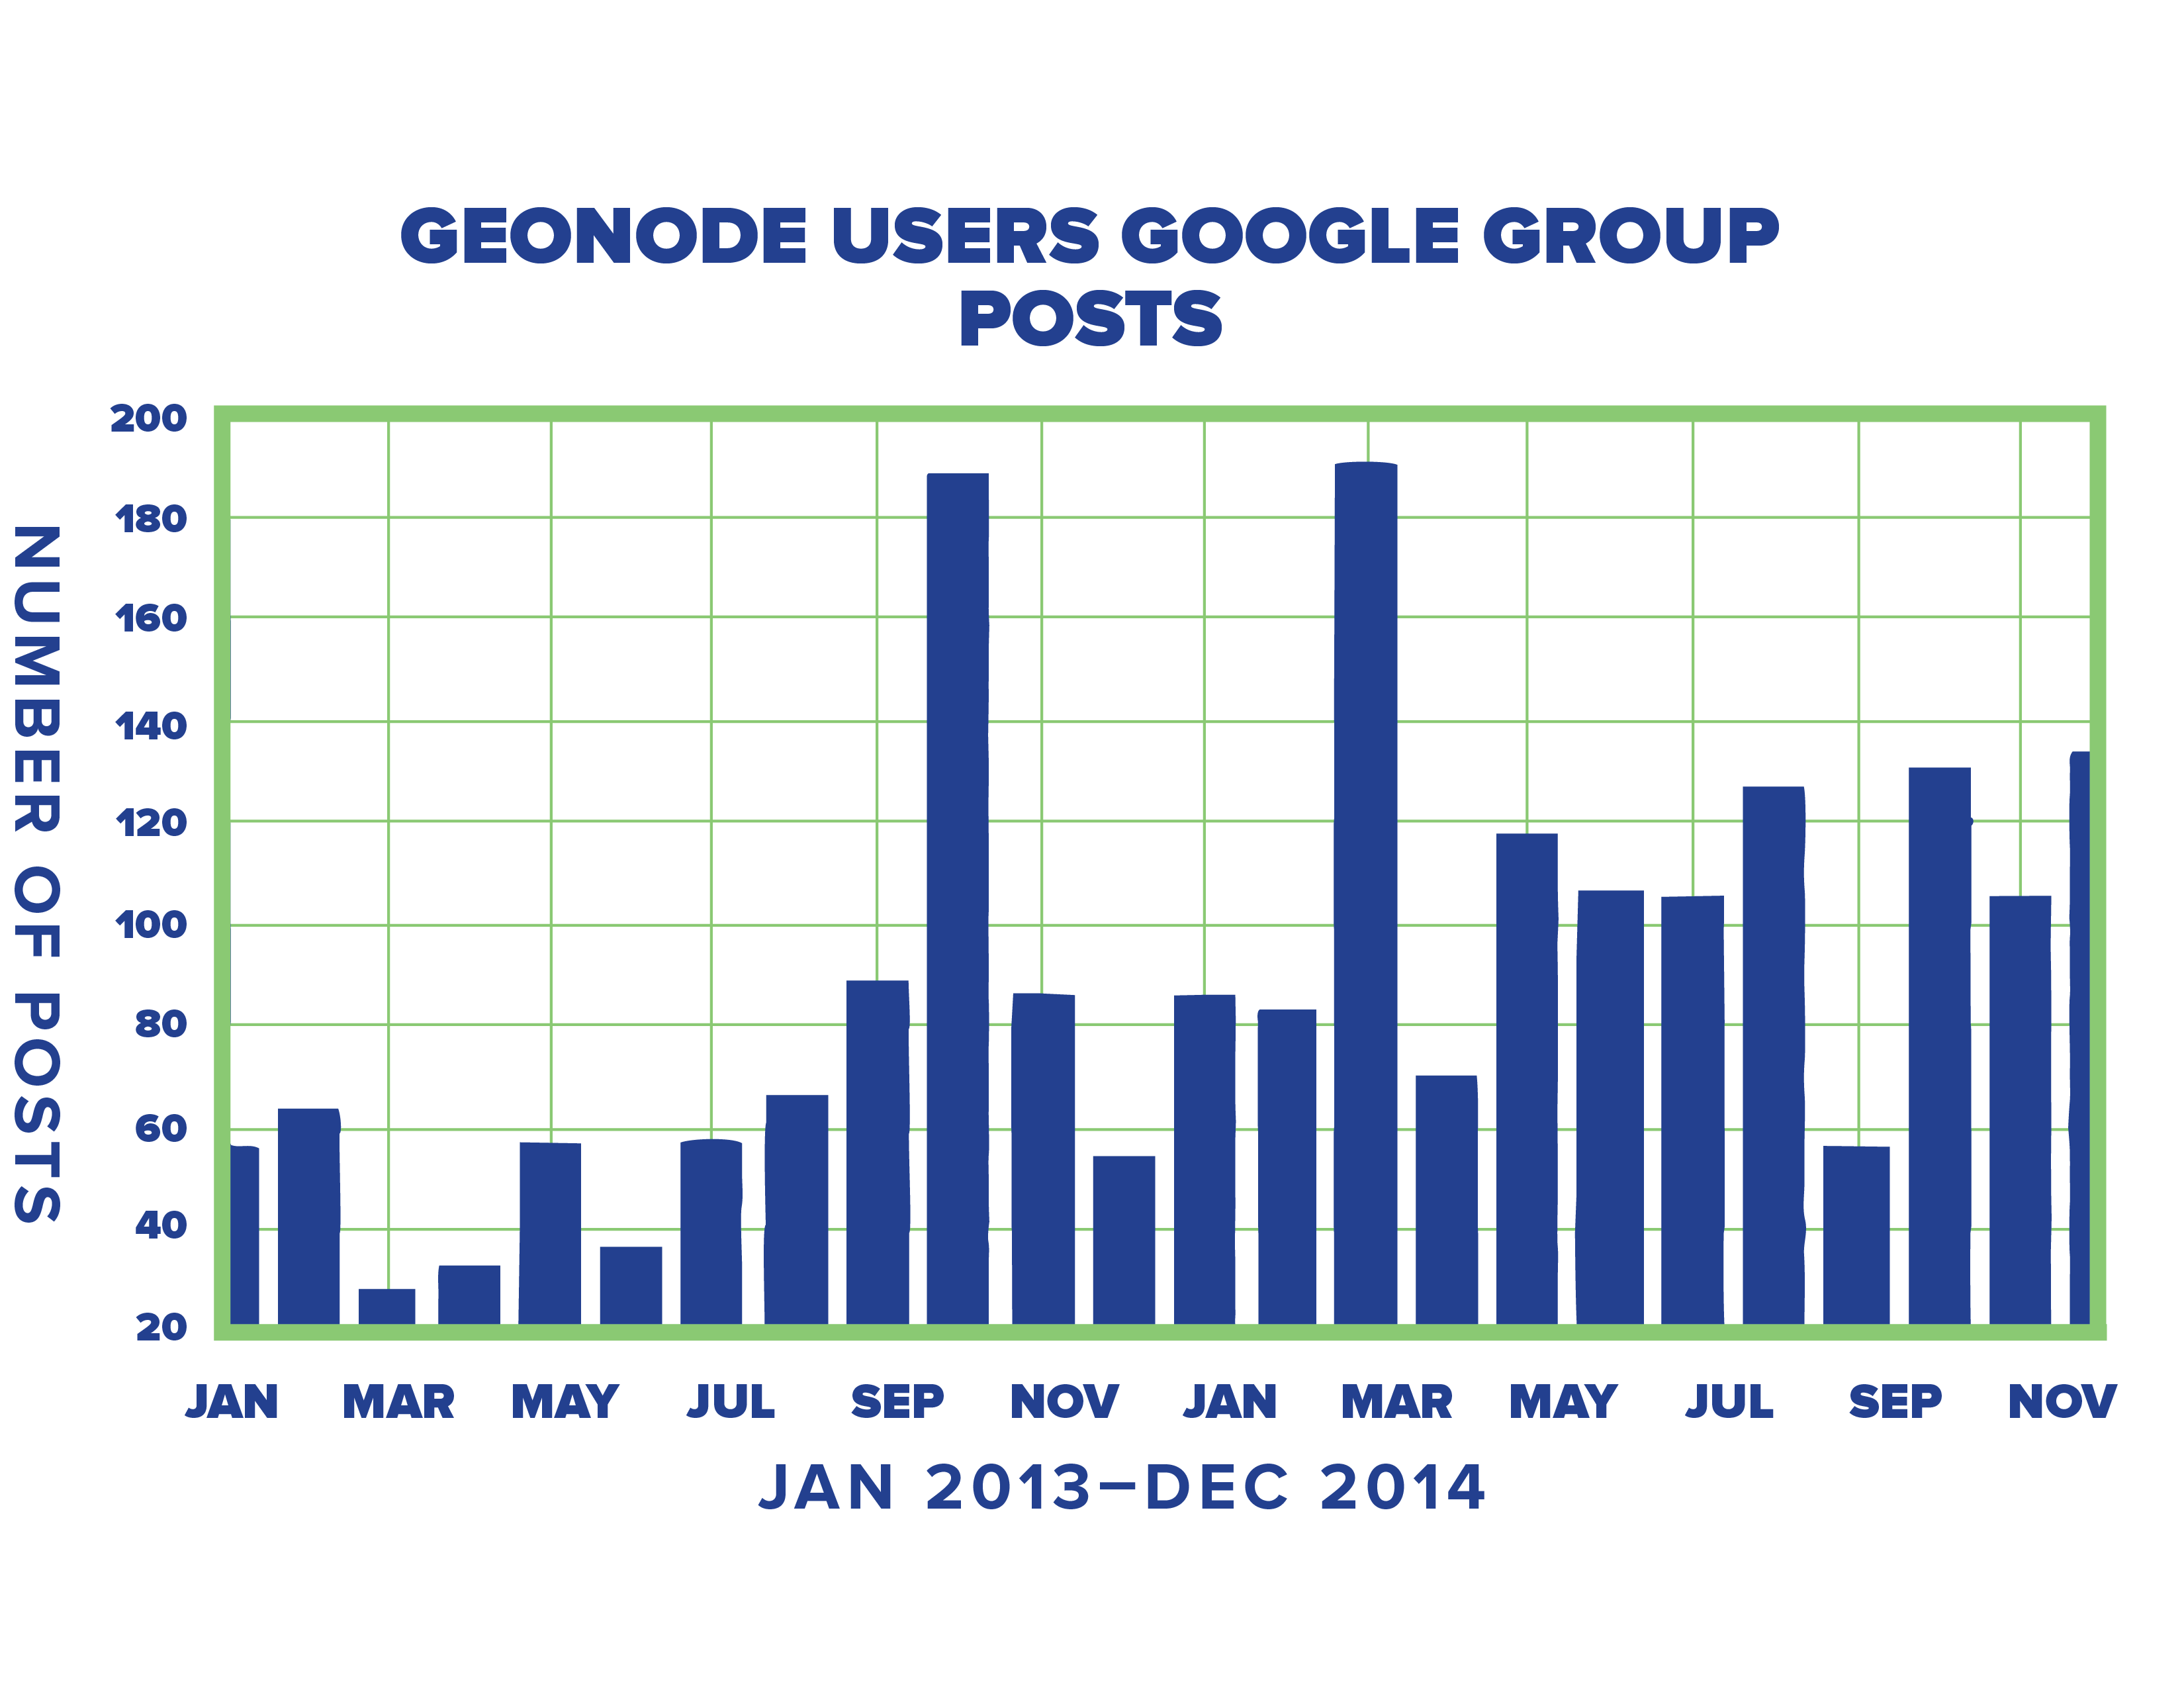 GEONODE USERS GOOGLE GROUP
POSTS
NUMBER OF POSTS
200
180
160
140
120
100
80
60
40
20
JAN MAR MAY JUL SEP NOV JAN MAR MAY JUL SEP NOV
JAN 2013–DEC 2014